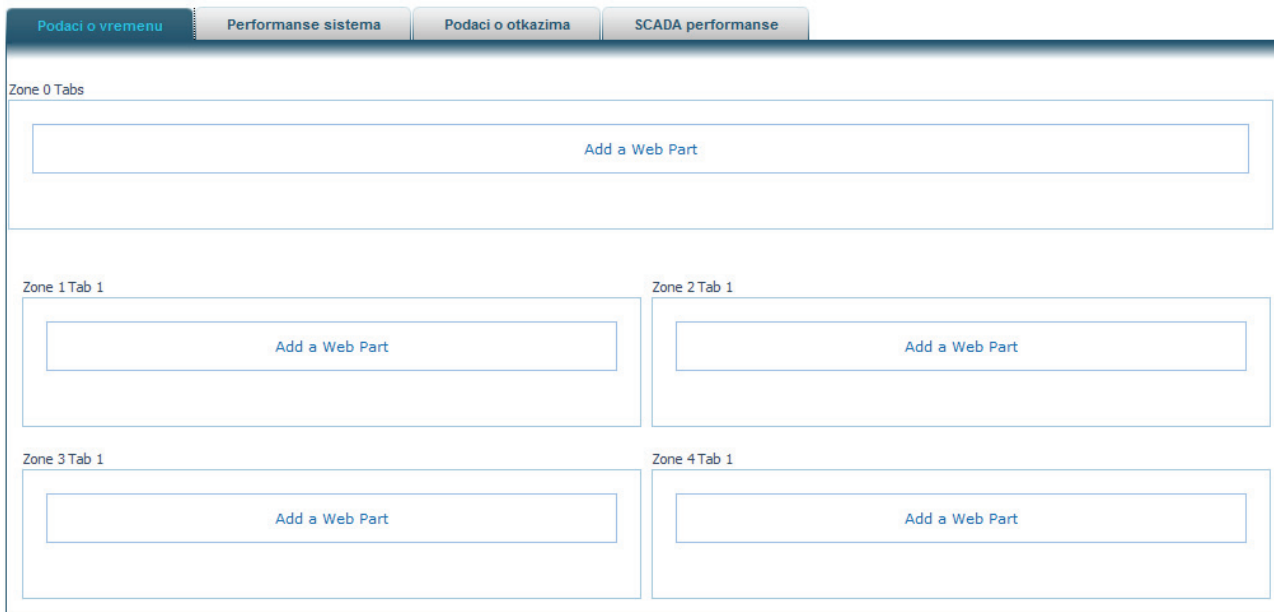 Podaci o vremenu Performanse sistema Podaci o otkazima SCADA performanse
Zone 0 Tabs
Add a Web Part
Zone 1 Tab 1 Zone 2 Tab 1
Add a Web Part Add a Web Part
Zone 3 Tab 1 Zone 4 Tab 1
Add a Web Part Add a Web Part